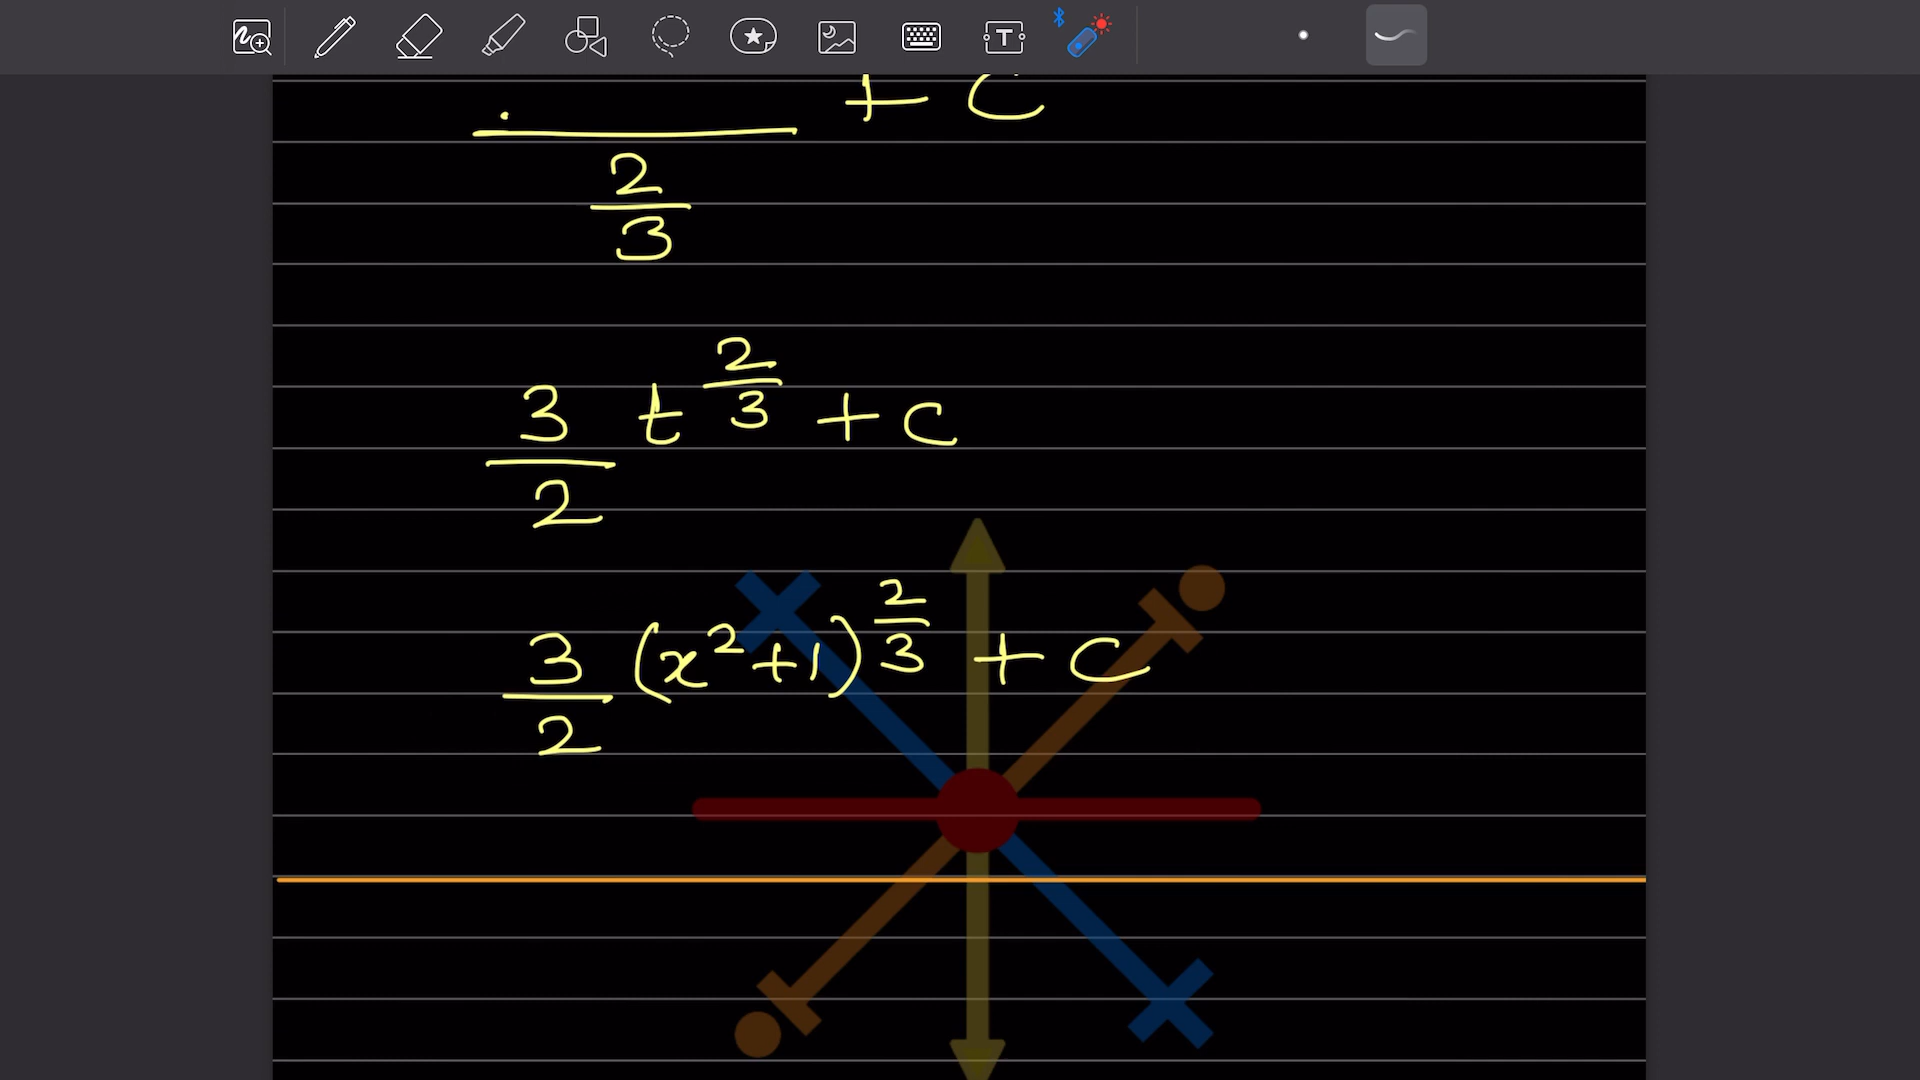 + C
2/3
3/2 t^2/3 + c
3/2 (x²+1)^2/3 + C